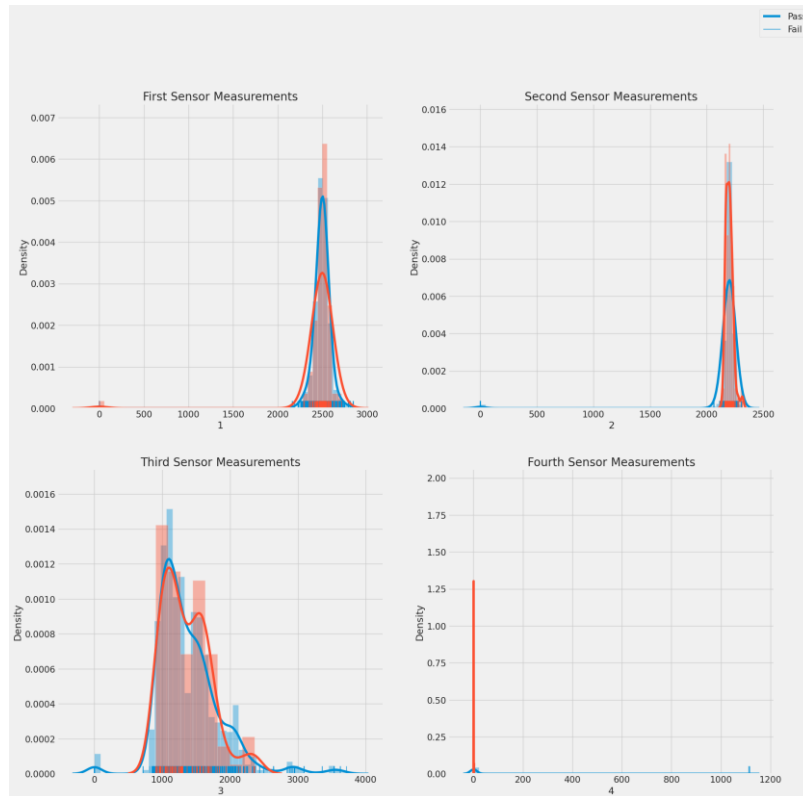 Pas
Fail
First Sensor Measurements
0.007
0.006
0.005
0.004
0.003
0.002
0.001
0.000
Density
0 500 1000 1500 2000 2500 3000
1
Second Sensor Measurements
0.016
0.014
0.012
0.010
0.008
0.006
0.004
0.002
0.000
Density
0 500 1000 1500 2000 2500
2
Third Sensor Measurements
0.0016
0.0014
0.0012
0.0010
0.0008
0.0006
0.0004
0.0002
0.0000
Density
0 1000 2000 3000 4000
3
Fourth Sensor Measurements
2.00
1.75
1.50
1.25
1.00
0.75
0.50
0.25
0.00
Density
0 200 400 600 800 1000 1200
4